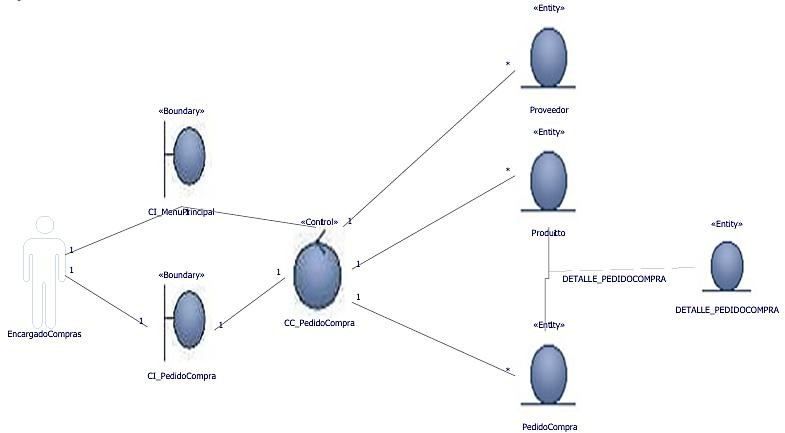 «Entity»
*
Proveedor
«Boundary»
«Entity»
*
CI_MenuPrincipal
«Control»
1
«Entity»
Producto
1
1
«Boundary»
1
1
DETALLE_PEDIDOCOMPRA
1
DETALLE_PEDIDOCOMPRA
1
1
CC_PedidoCompra
«Entity»
EncargadoCompras
*
CI_PedidoCompra
PedidoCompra